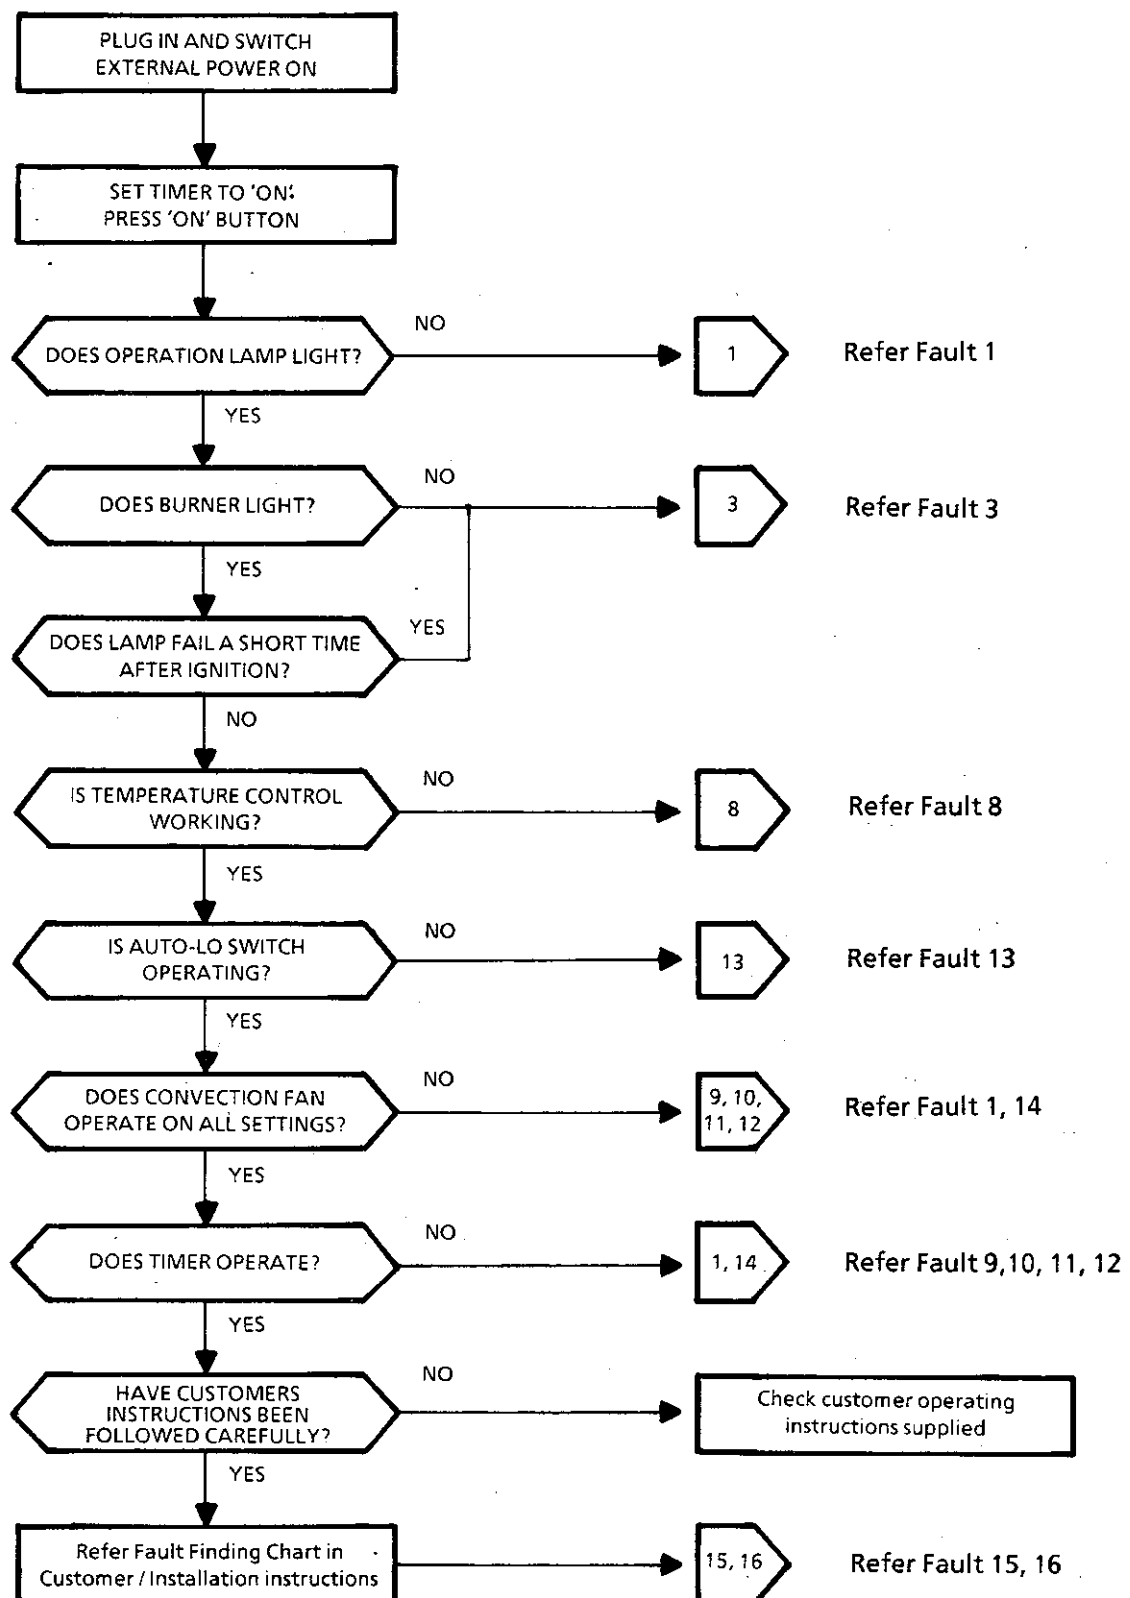 PLUG IN AND SWITCH
EXTERNAL POWER ON
SET TIMER TO 'ON'.
PRESS 'ON' BUTTON
DOES OPERATION LAMP LIGHT?
NO
1
Refer Fault 1
YES
DOES BURNER LIGHT?
NO
3
Refer Fault 3
YES
DOES LAMP FAIL A SHORT TIME
AFTER IGNITION?
YES
NO
IS TEMPERATURE CONTROL
WORKING?
NO
8
Refer Fault 8
YES
IS AUTO-LO SWITCH
OPERATING?
NO
13
Refer Fault 13
YES
DOES CONVECTION FAN
OPERATE ON ALL SETTINGS?
NO
9, 10,
11, 12
Refer Fault 1, 14
YES
DOES TIMER OPERATE?
NO
1, 14
Refer Fault 9,10, 11, 12
YES
HAVE CUSTOMERS
INSTRUCTIONS BEEN
FOLLOWED CAREFULLY?
NO
Check customer operating
instructions supplied
YES
Refer Fault Finding Chart in
Customer / Installation instructions
15, 16
Refer Fault 15, 16